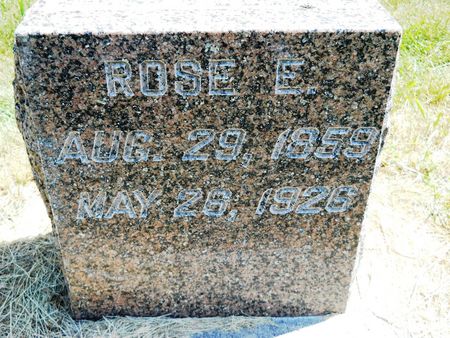 ROSE E.
AUG. 29, 1859
MAY 26, 1926